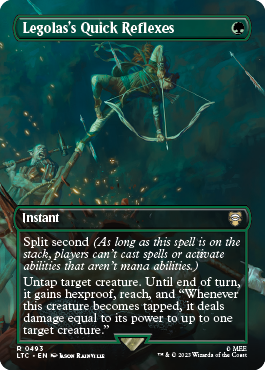 Legolas's Quick Reflexes
Instant
Split second (As long as this spell is on the
stack, players can't cast spells or activate
abilities that aren't mana abilities.)
Untap target creature. Until end of turn,
it gains hexproof, reach, and “Whenever
this creature becomes tapped, it deals
damage equal to its power to up to one
target creature.”
R 0493
LTC • EN Jason Rainville
© MEE
™ & © 2023 Wizards of the Coast